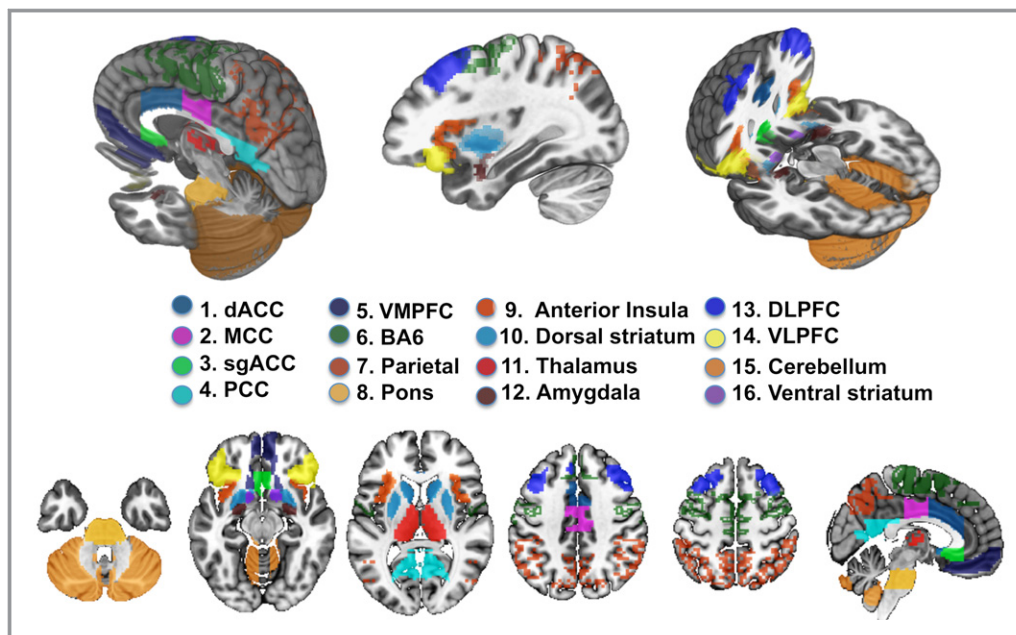 1. dACC 5. VMPFC 9. Anterior Insula 13. DLPFC
2. MCC 6. BA6 10. Dorsal striatum 14. VLPFC
3. sgACC 7. Parietal 11. Thalamus 15. Cerebellum
4. PCC 8. Pons 12. Amygdala 16. Ventral striatum